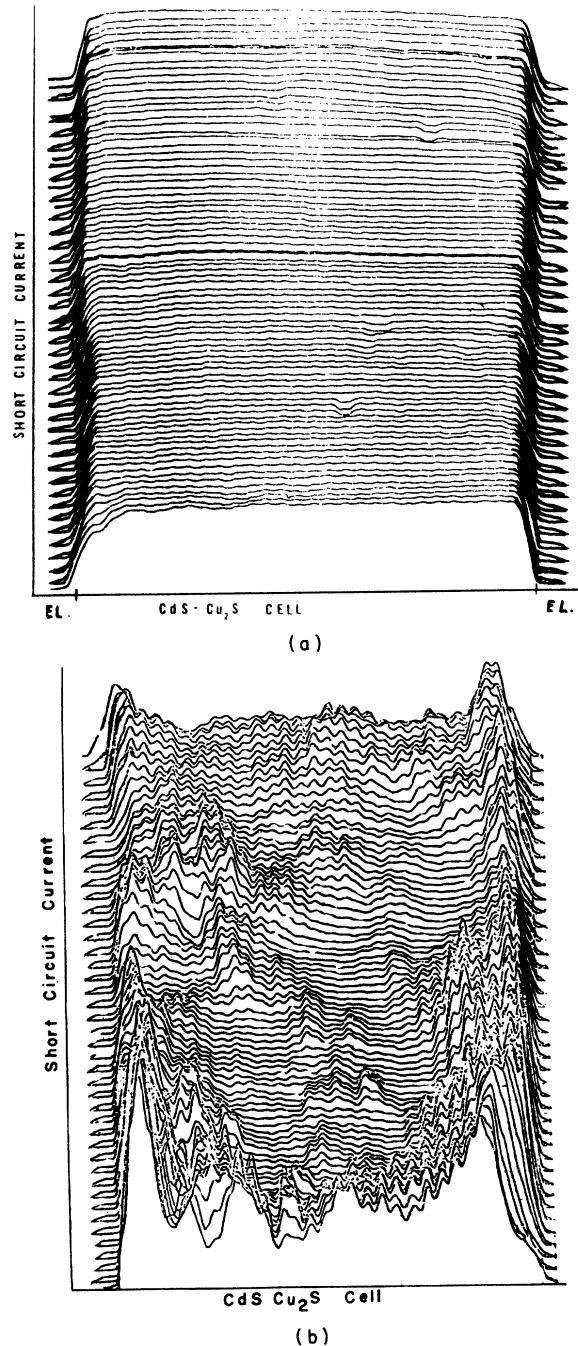 SHORT CIRCUIT CURRENT
EL. CdS-Cu₂S CELL EL.
(a)
Short Circuit Current
CdS Cu₂S Cell
(b)